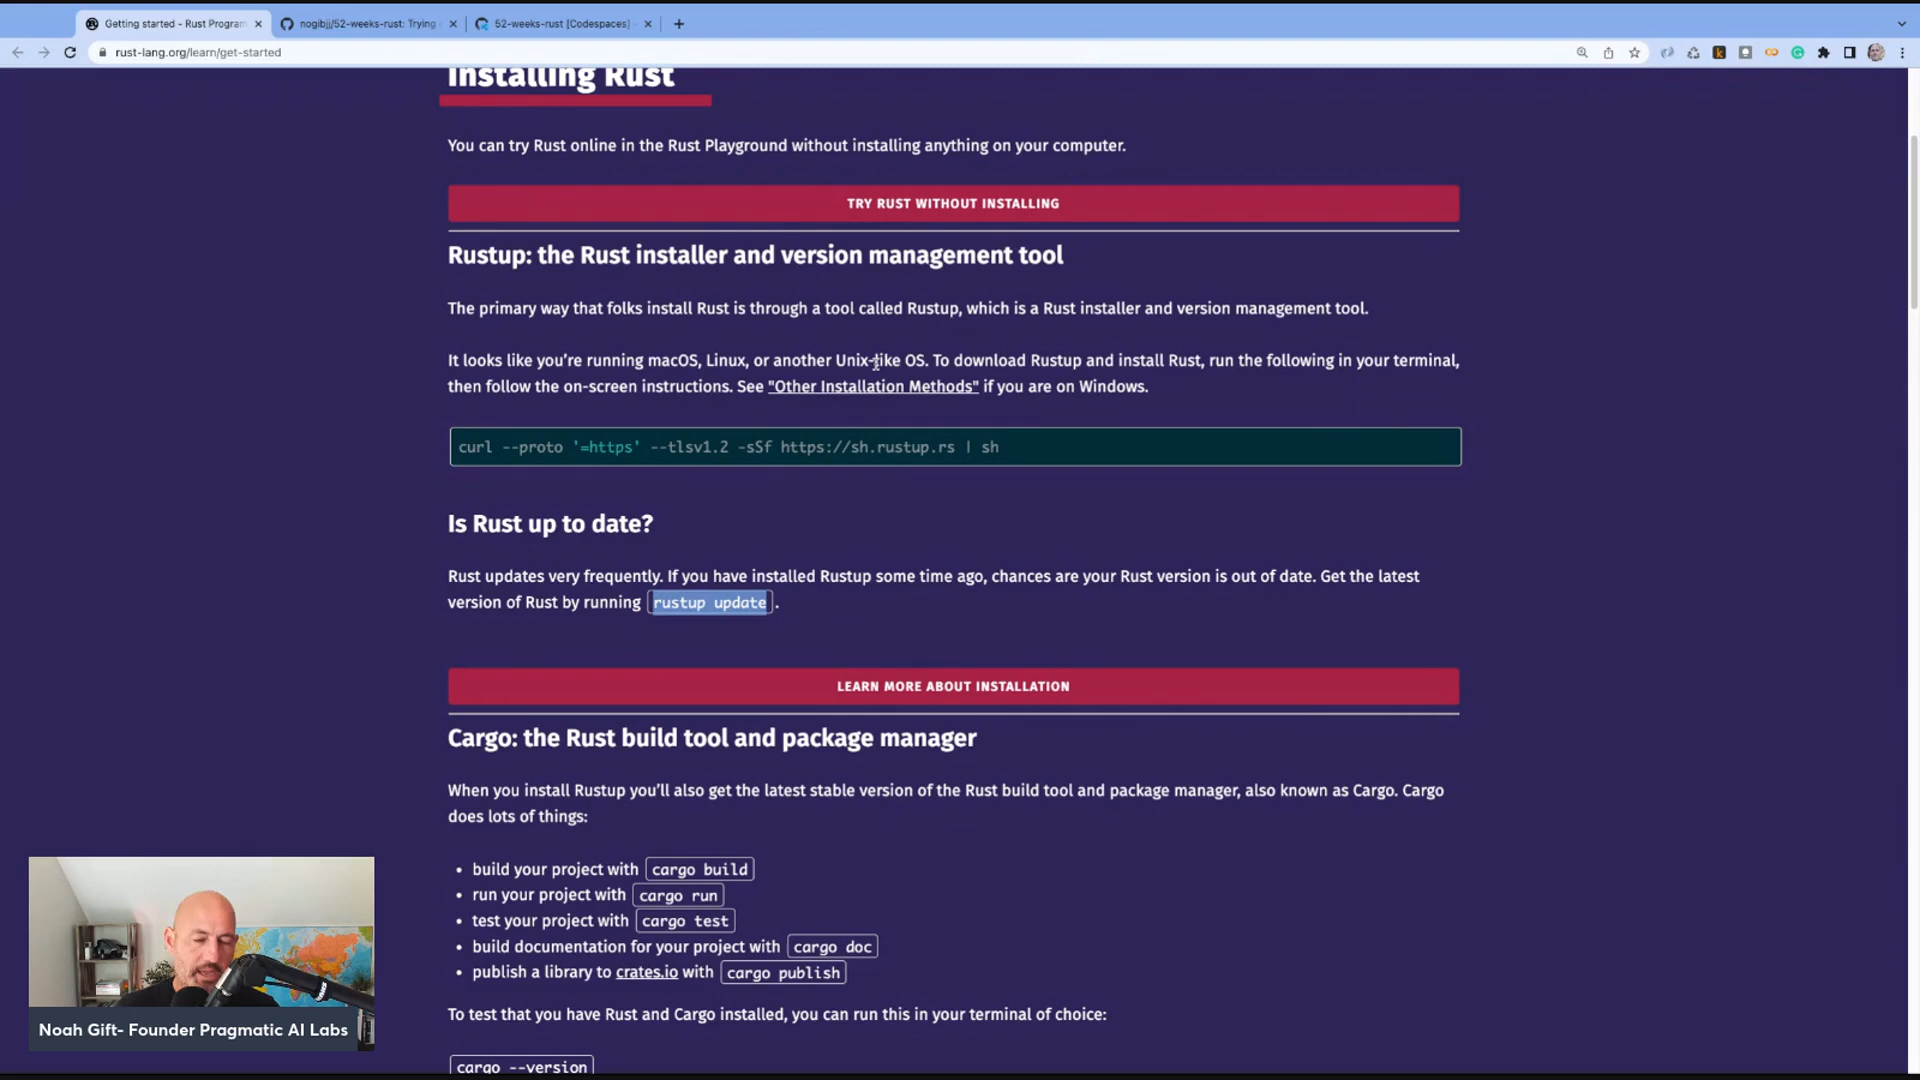 Getting started - Rust Program
nogibjj/52-weeks-rust: Trying
52-weeks-rust [Codespaces]
rust-lang.org/learn/get-started
Installing Rust
You can try Rust online in the Rust Playground without installing anything on your computer.
TRY RUST WITHOUT INSTALLING
Rustup: the Rust installer and version management tool
The primary way that folks install Rust is through a tool called Rustup, which is a Rust installer and version management tool.
It looks like you're running macOS, Linux, or another Unix-like OS. To download Rustup and install Rust, run the following in your terminal,
then follow the on-screen instructions. See "Other Installation Methods" if you are on Windows.
curl --proto '=https' --tlsv1.2 -sSf https://sh.rustup.rs | sh
Is Rust up to date?
Rust updates very frequently. If you have installed Rustup some time ago, chances are your Rust version is out of date. Get the latest
version of Rust by running rustup update .
LEARN MORE ABOUT INSTALLATION
Cargo: the Rust build tool and package manager
When you install Rustup you'll also get the latest stable version of the Rust build tool and package manager, also known as Cargo. Cargo
does lots of things:
• build your project with cargo build
• run your project with cargo run
• test your project with cargo test
• build documentation for your project with cargo doc
• publish a library to crates.io with cargo publish
To test that you have Rust and Cargo installed, you can run this in your terminal of choice:
cargo --version
Noah Gift- Founder Pragmatic AI Labs